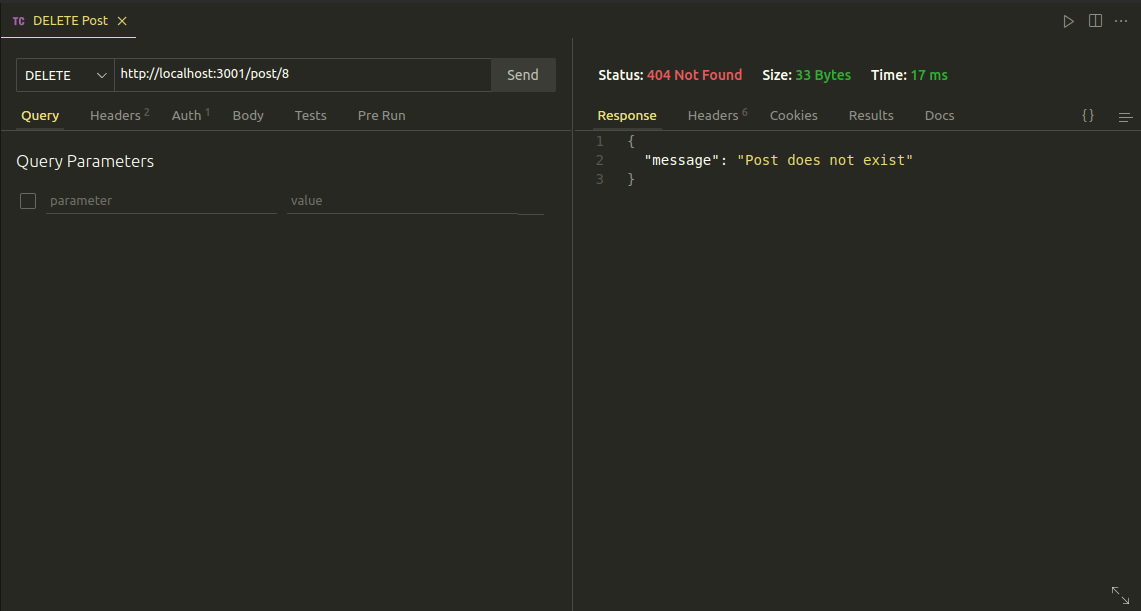 TC DELETE Post
DELETE http://localhost:3001/post/8 Send
Query Headers 2 Auth 1 Body Tests Pre Run
Query Parameters
parameter value
Status: 404 Not Found Size: 33 Bytes Time: 17 ms
Response Headers 6 Cookies Results Docs {}
1 {
2 "message": "Post does not exist"
3 }